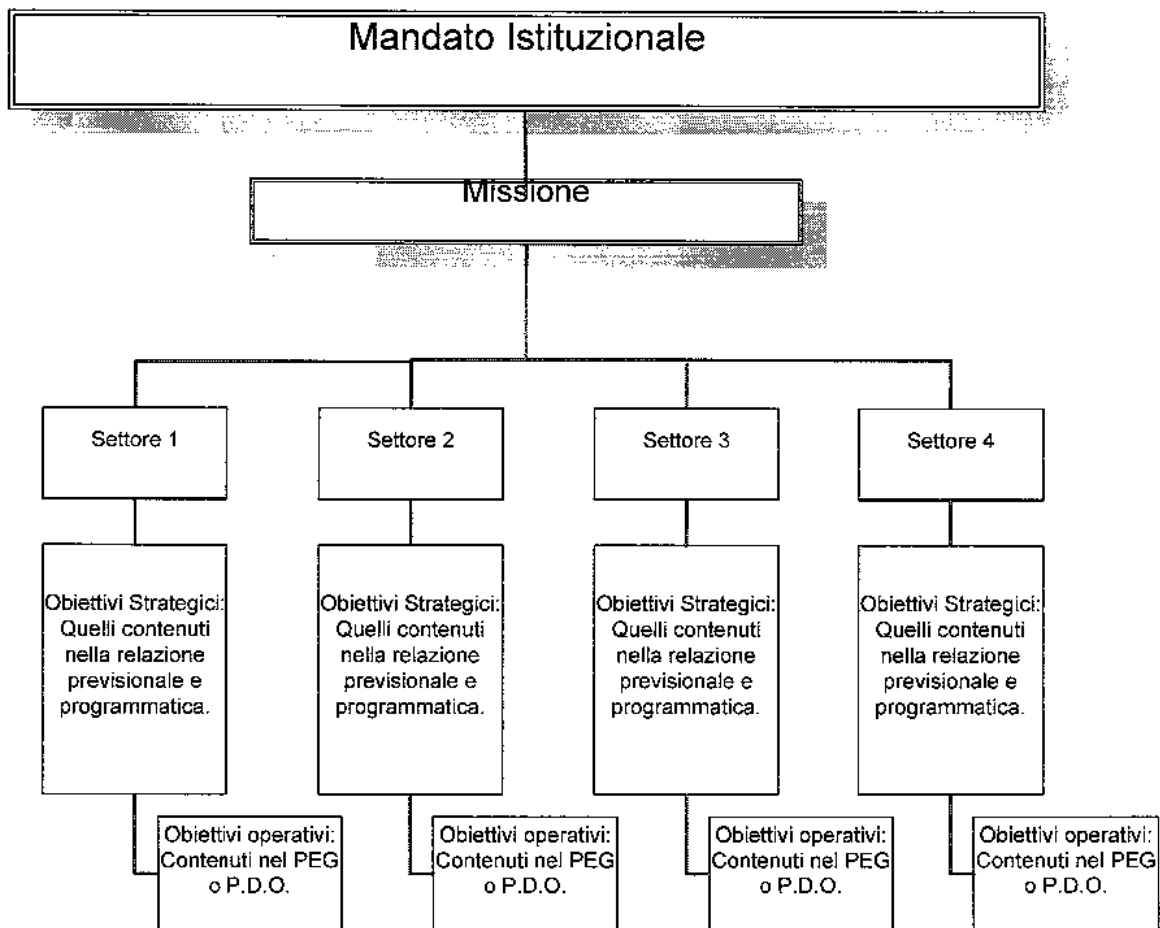 Mandato Istituzionale
Missione
Settore 1
Settore 2
Settore 3
Settore 4
Obiettivi Strategici:
Quelli contenuti
nella relazione
previsionale e
programmatica.
Obiettivi Strategici:
Quelli contenuti
nella relazione
previsionale e
programmatica.
Obiettivi Strategici:
Quelli contenuti
nella relazione
previsionale e
programmatica.
Obiettivi Strategici:
Quelli contenuti
nella relazione
previsionale e
programmatica.
Obiettivi operativi:
Contenuti nel PEG
o P.D.O.
Obiettivi operativi:
Contenuti nel PEG
o P.D.O.
Obiettivi operativi:
Contenuti nel PEG
o P.D.O.
Obiettivi operativi:
Contenuti nel PEG
o P.D.O.